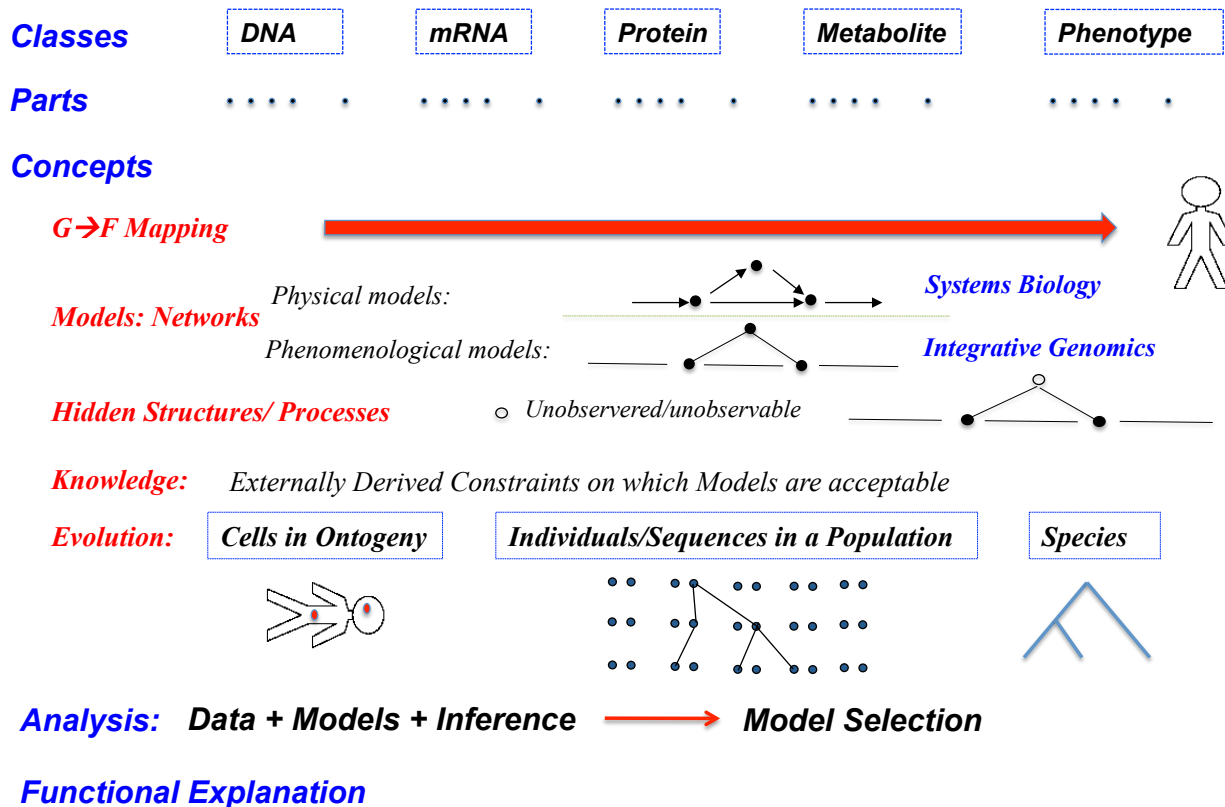 Classes DNA mRNA Protein Metabolite Phenotype
Parts
Concepts
G→F Mapping
Physical models: Systems Biology
Models: Networks
Phenomenological models: Integrative Genomics
Hidden Structures/ Processes Unobservered/unobservable
Knowledge: Externally Derived Constraints on which Models are acceptable
Evolution: Cells in Ontogeny Individuals/Sequences in a Population Species
Analysis: Data + Models + Inference Model Selection
Functional Explanation